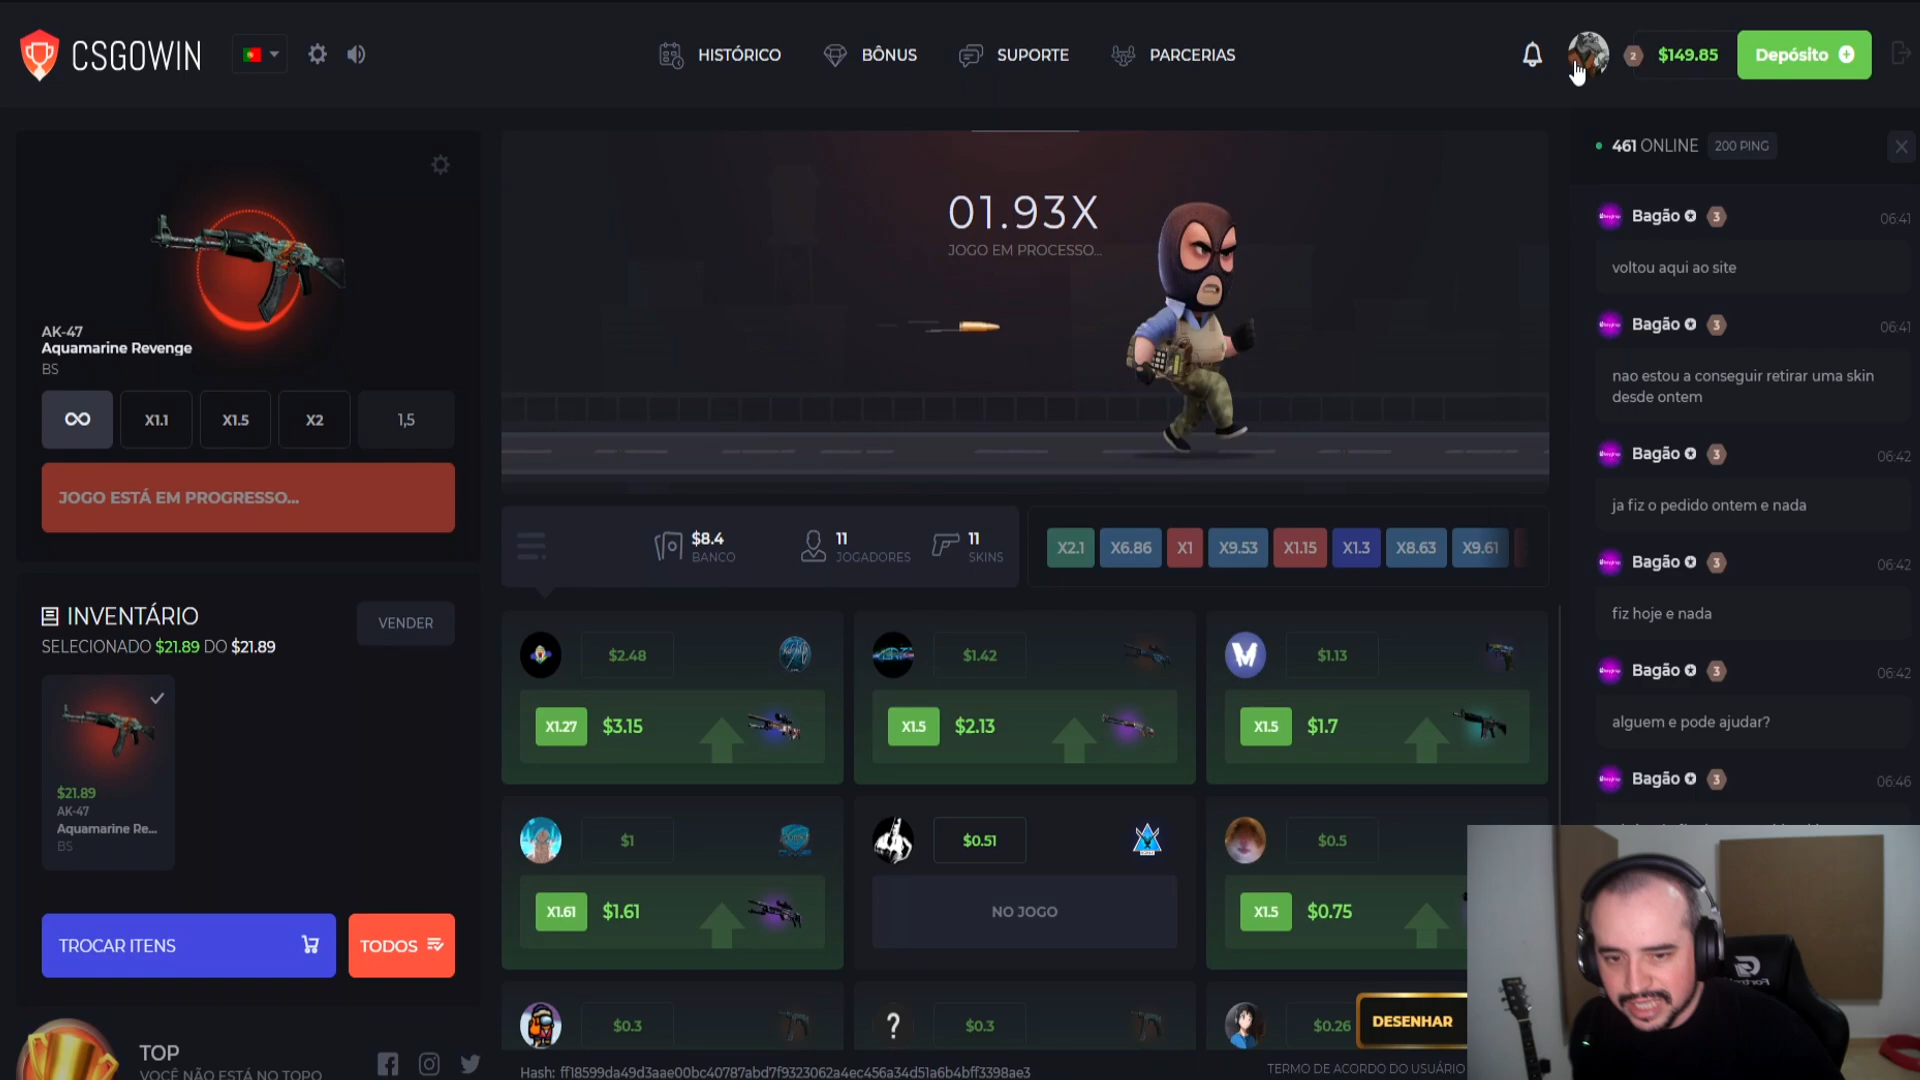 CSGOWIN
HISTÓRICO
BÔNUS
SUPORTE
PARCERIAS
2
$149.85
Depósito
AK-47
Aquamarine Revenge
BS
∞
X1.1
X1.5
X2
1,5
JOGO ESTÁ EM PROGRESSO...
INVENTÁRIO
SELECIONADO $21.89 DO $21.89
VENDER
$21.89
AK-47
Aquamarine Re...
BS
TROCAR ITENS
TODOS
TOP
VOCÊ NÃO ESTÁ NO TOPO
01.93X
JOGO EM PROCESSO...
$8.4
BANCO
11
JOGADORES
11
SKINS
X2.1
X6.86
X1
X9.53
X1.15
X1.3
X8.63
X9.61
$2.48
X1.27 $3.15
$1.42
X1.5 $2.13
$1.13
X1.5 $1.7
$1
X1.61 $1.61
$0.51
NO JOGO
$0.5
X1.5 $0.75
$0.3
?
$0.3
$0.26
DESENHAR
Hash: ff18599da49d3aae00bc40787abd7f9323062a4ec456a34d51a6b4bff3398ae3
TERMO DE ACORDO DO USUÁRIO
461 ONLINE
200 PING
Bagão 3 06:41
voltou aqui ao site
Bagão 3 06:41
nao estou a conseguir retirar uma skin
desde ontem
Bagão 3 06:42
ja fiz o pedido ontem e nada
Bagão 3 06:42
fiz hoje e nada
Bagão 3 06:42
alguem e pode ajudar?
Bagão 3 06:46